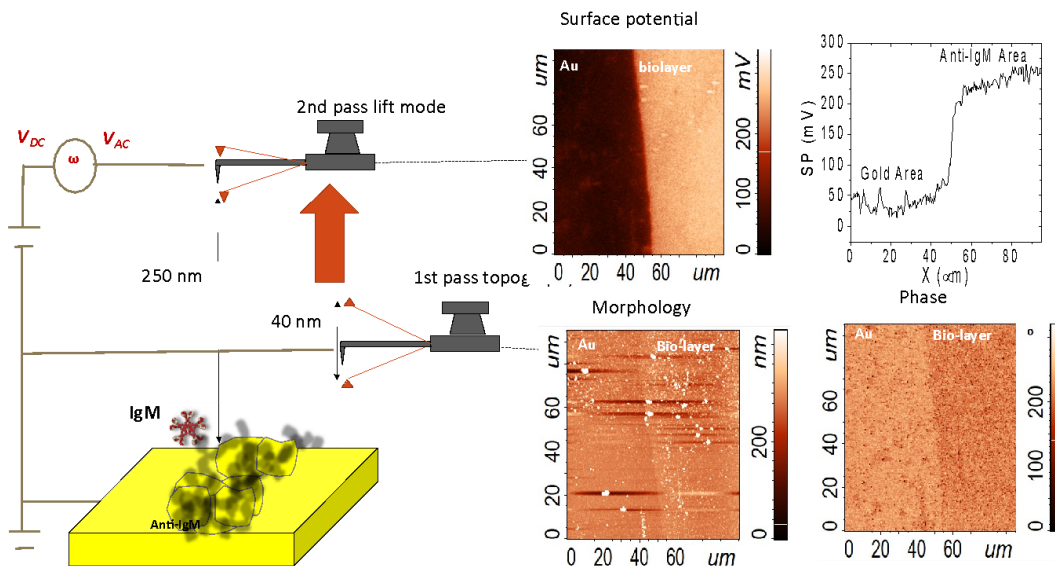 Surface potential
2nd pass lift mode
V_DC
V_AC
ω
250 nm
1st pass topog
40 nm
IgM
Anti-IgM
Au
biolayer
um
80
60
40
20
0
0 20 40 60 um
mV
200
100
0
Anti-IgM Area
Gold Area
SP (mV)
300
250
200
150
100
50
0
0 20 40 60 80
X (αm)
Morphology
Au
Bio-layer
um
80
60
40
20
0
0 20 40 60 um
nm
200
0
Phase
Au
Bio-layer
um
80
60
40
20
0
0 20 40 60 um
o
200
100
0